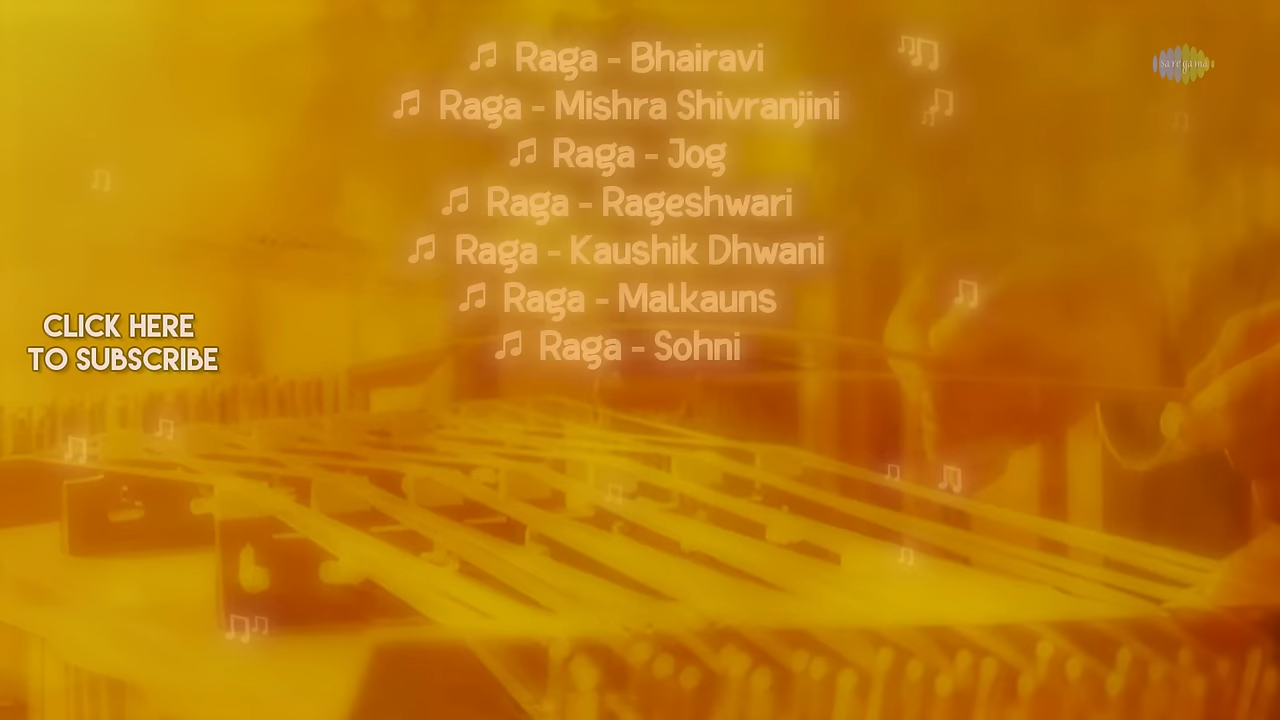 Raga - Bhairavi
Raga - Mishra Shivranjini
Raga - Jog
Raga - Rageshwari
Raga - Kaushik Dhwani
Raga - Malkauns
Raga - Sohni
saregama
CLICK HERE
TO SUBSCRIBE